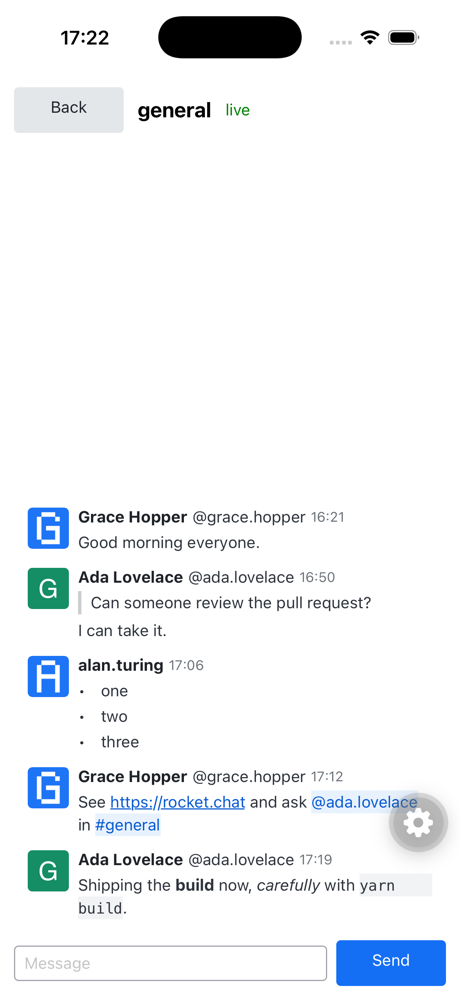 17:22
Back
general live
G
Grace Hopper @grace.hopper 16:21
Good morning everyone.
G
Ada Lovelace @ada.lovelace 16:50
Can someone review the pull request?
I can take it.
A
alan.turing 17:06
• one
• two
• three
G
Grace Hopper @grace.hopper 17:12
See https://rocket.chat and ask @ada.lovelace
in #general
G
Ada Lovelace @ada.lovelace 17:19
Shipping the build now, carefully with yarn
build.
Message
Send